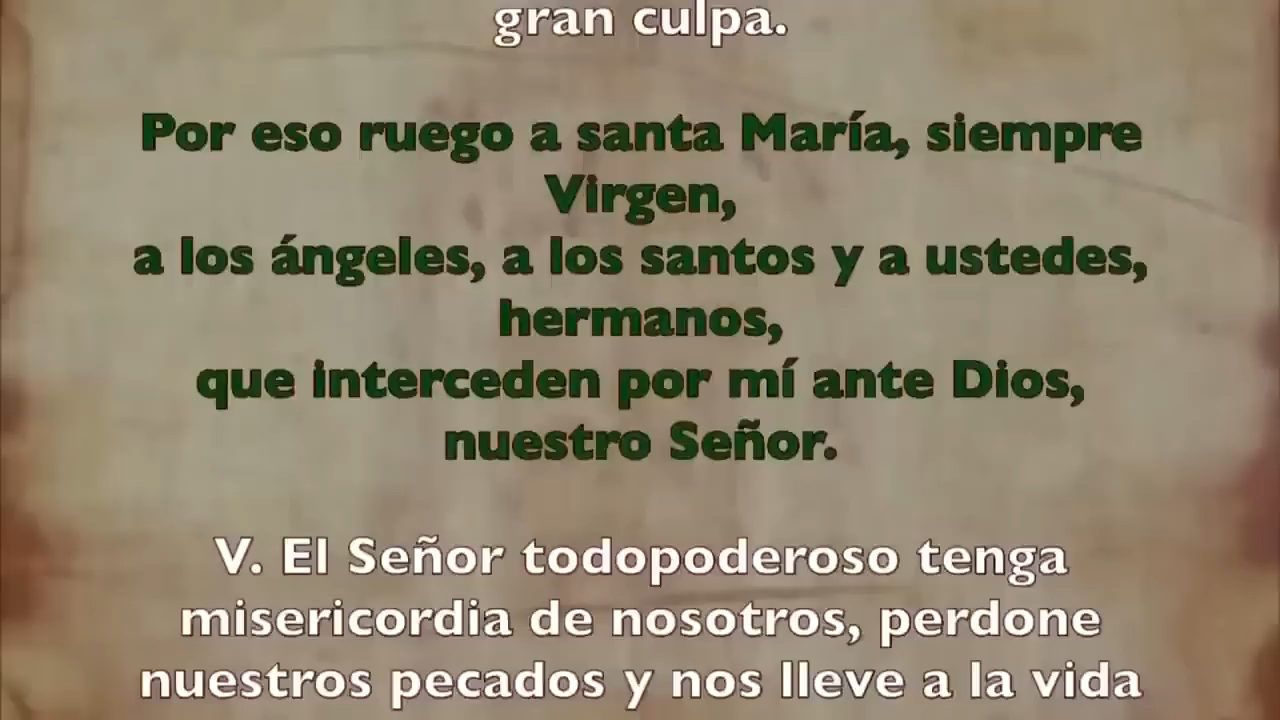 gran culpa.
Por eso ruego a santa María, siempre
Virgen,
a los ángeles, a los santos y a ustedes,
hermanos,
que interceden por mí ante Dios,
nuestro Señor.
V. El Señor todopoderoso tenga
misericordia de nosotros, perdone
nuestros pecados y nos lleve a la vida